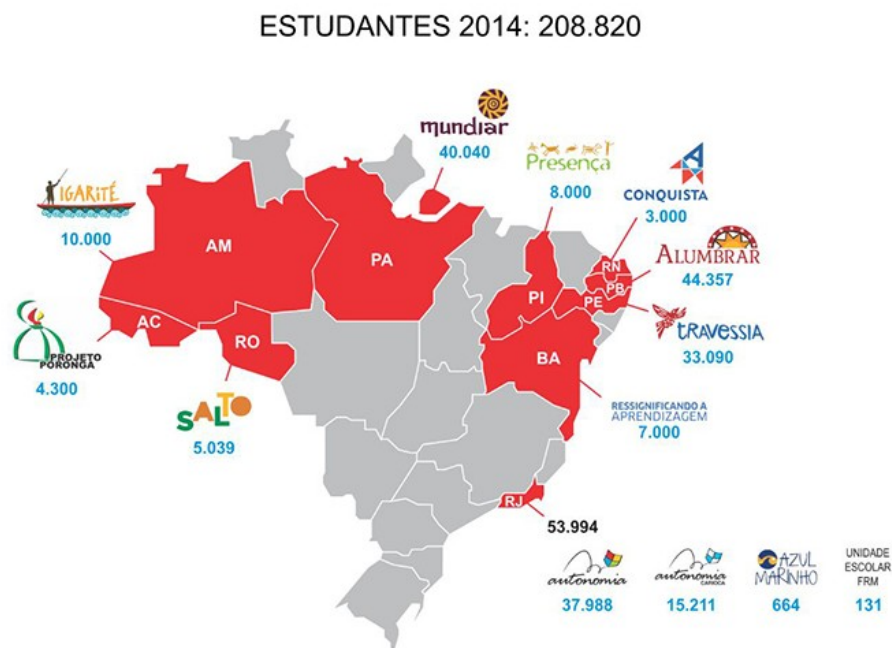 ESTUDANTES 2014: 208.820
mundiar
40.040
Presença
8.000
CONQUISTA
3.000
IGARITÉ
10.000
ALUMBRAR
44.357
AM
PA
RN
PB
PE
PI
travessia
33.090
AC
RO
BA
PROJETO
PORONGA
4.300
SALTO
5.039
RESSIGNIFICANDO A
APRENDIZAGEM
7.000
RJ
53.994
autonomia
37.988
autonomia
CARIOCA
15.211
AZUL
MARINHO
664
UNIDADE
ESCOLAR
FRM
131